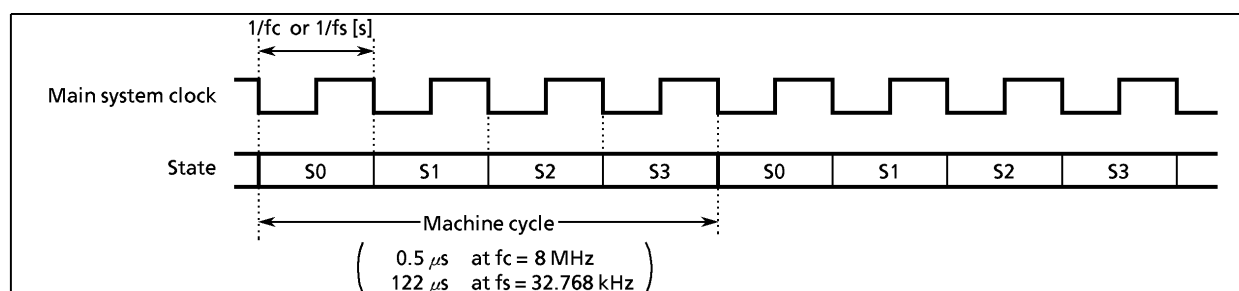 1/fc or 1/fs [s]
Main system clock
State S0 S1 S2 S3 S0 S1 S2 S3
Machine cycle
0.5 μs at fc = 8 MHz
122 μs at fs = 32.768 kHz